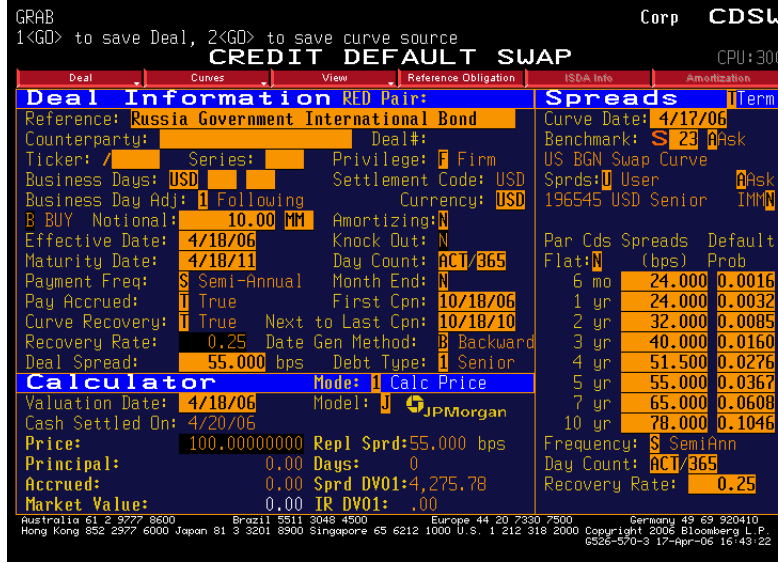 GRAB Corp CDSW
1<GO> to save Deal, 2<GO> to save curve source
CREDIT DEFAULT SWAP CPU:300
Deal Curves View Reference Obligation ISDA Info Amortization
Deal Information RED Pair: Spreads T Term
Reference: Russia Government International Bond Curve Date: 4/17/06
Counterparty: Deal#: Benchmark: S 23 A Ask
Ticker: / Series: Privilege: F Firm US BGN Swap Curve
Business Days: USD Settlement Code: USD Sprds: U User A Ask
Business Day Adj: 1 Following Currency: USD 196545 USD Senior IMM N
B BUY Notional: 10.00 MM Amortizing: N
Effective Date: 4/18/06 Knock Out: N Par Cds Spreads Default
Maturity Date: 4/18/11 Day Count: ACT/365 Flat: N (bps) Prob
Payment Freq: S Semi-Annual Month End: N 6 mo 24.000 0.0016
Pay Accrued: T True First Cpn: 10/18/06 1 yr 24.000 0.0032
Curve Recovery: T True Next to Last Cpn: 10/18/10 2 yr 32.000 0.0085
Recovery Rate: 0.25 Date Gen Method: B Backward 3 yr 40.000 0.0160
Deal Spread: 55.000 bps Debt Type: 1 Senior 4 yr 51.500 0.0276
Calculator Mode: 1 Calc Price 5 yr 55.000 0.0367
Valuation Date: 4/18/06 Model: J JPMorgan 7 yr 65.000 0.0608
Cash Settled On: 4/20/06 10 yr 78.000 0.1046
Price: 100.00000000 Repl Sprd: 55.000 bps Frequency: S SemiAnn
Principal: 0.00 Days: 0 Day Count: ACT/365
Accrued: 0.00 Sprd DV01: 4,275.78 Recovery Rate: 0.25
Market Value: 0.00 IR DV01: .00
Australia 61 2 9777 8600 Brazil 5511 3048 4500 Europe 44 20 7330 7500 Germany 49 69 920410
Hong Kong 852 2977 6000 Japan 81 3 3201 8900 Singapore 65 6212 1000 U.S. 1 212 318 2000 Copyright 2006 Bloomberg L.P.
G526-570-3 17-Apr-06 16:43:22